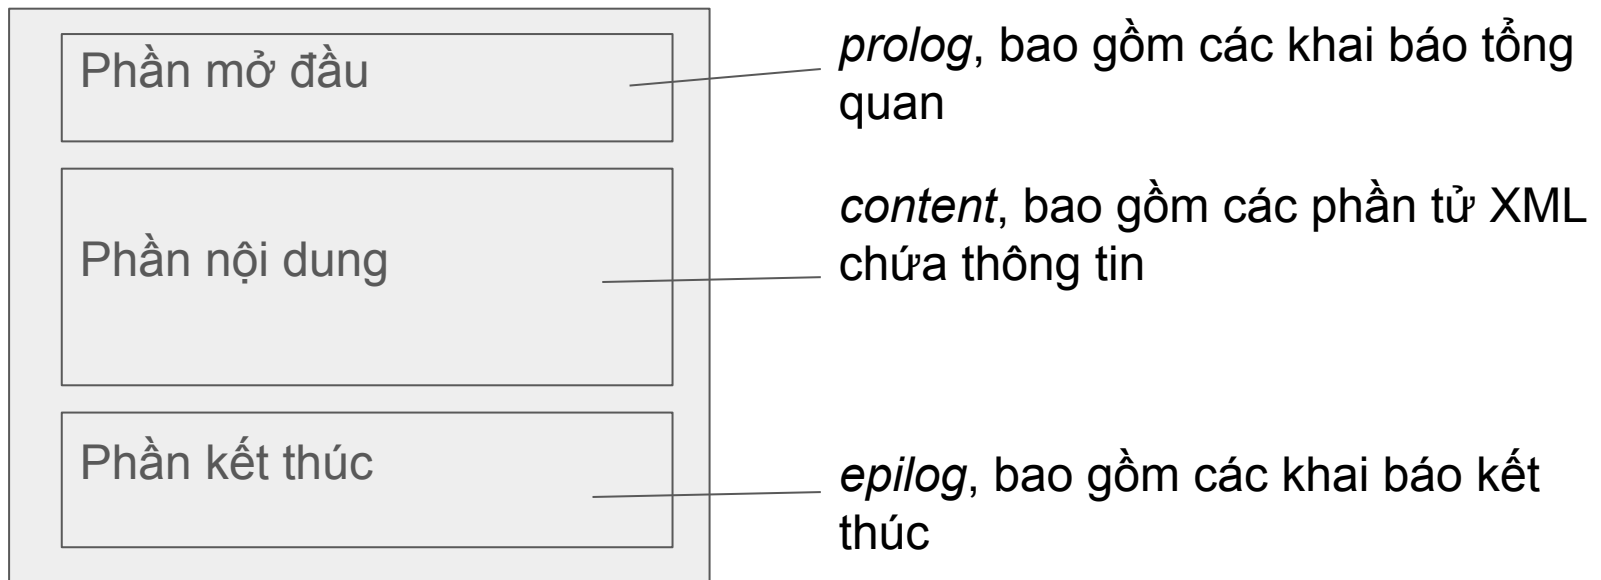 Phần mở đầu
prolog, bao gồm các khai báo tổng
quan
Phần nội dung
content, bao gồm các phần tử XML
chứa thông tin
Phần kết thúc
epilog, bao gồm các khai báo kết
thúc